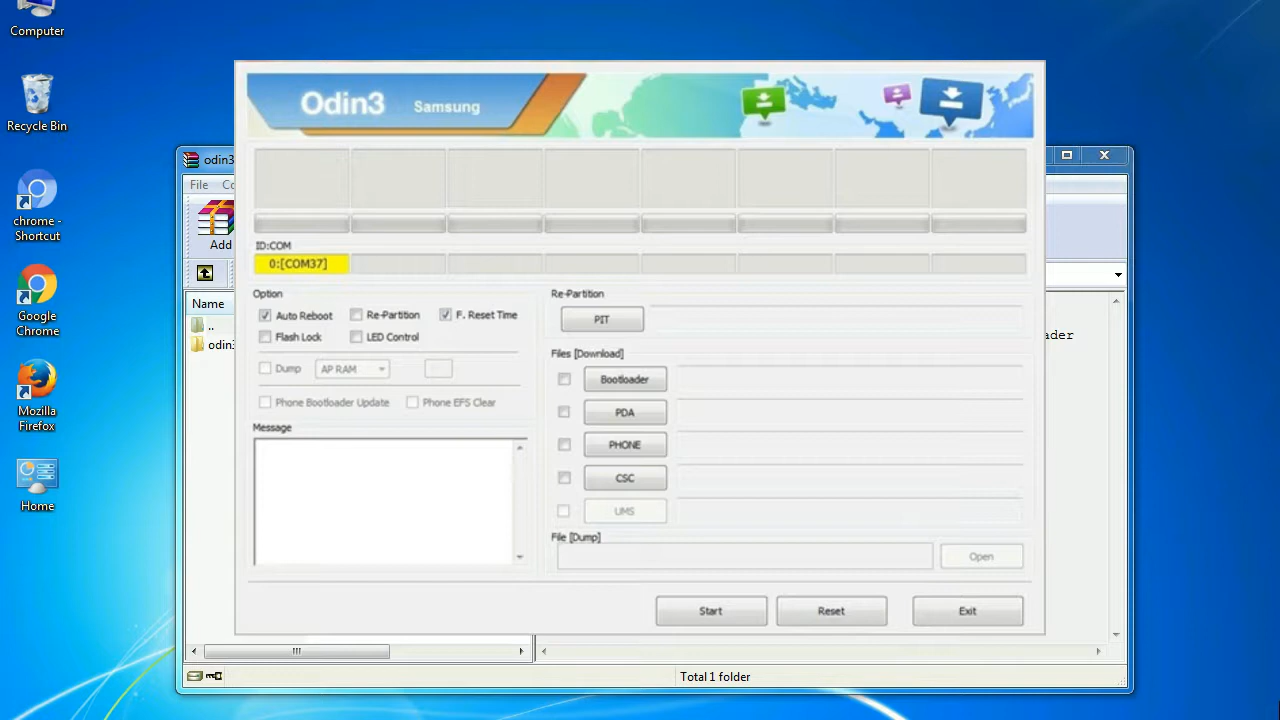 Computer
Recycle Bin
chrome -
Shortcut
Google
Chrome
Mozilla
Firefox
Home
odin3
File
Add
Name
..
odin3
ader
Total 1 folder
Odin3 Samsung
ID:COM
0:[COM37]
Option
Auto Reboot Re-Partition F. Reset Time
Flash Lock LED Control
Dump AP RAM
Phone Bootloader Update Phone EFS Clear
Message
Re-Partition
PIT
Files [Download]
Bootloader
PDA
PHONE
CSC
UMS
File [Dump]
Open
Start Reset Exit